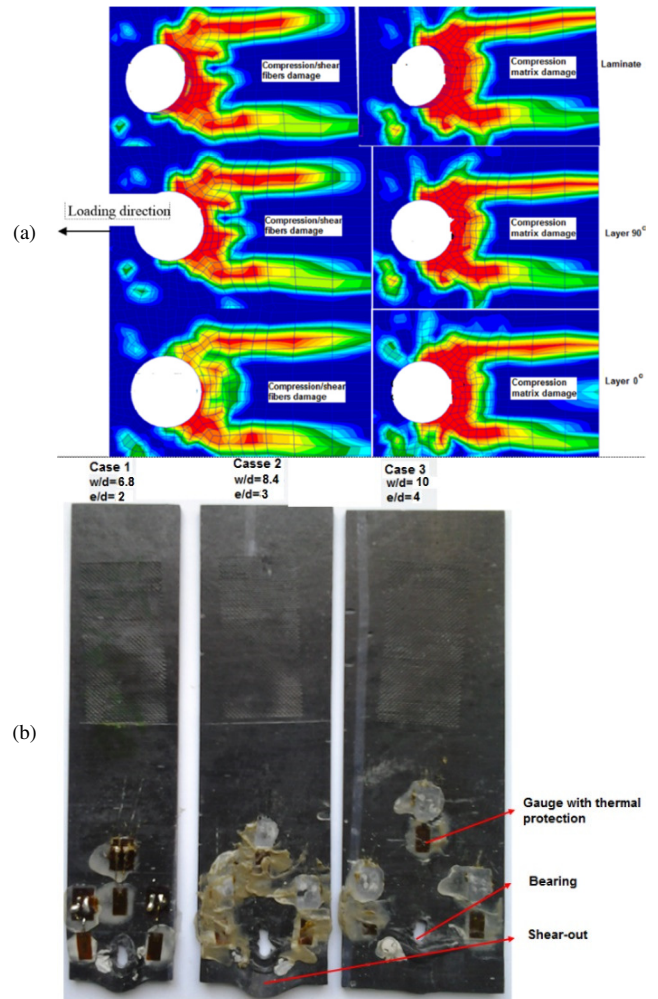 Compression/shear
fibers damage
Compression
matrix damage
Laminate
Loading direction
(a)
Compression/shear
fibers damage
Compression
matrix damage
Layer 90°
Compression/shear
fibers damage
Compression
matrix damage
Layer 0°
Casse 1
w/d= 6.8
e/d= 2
Casse 2
w/d= 8.4
e/d= 3
Case 3
w/d= 10
e/d= 4
(b)
Gauge with thermal
protection
Bearing
Shear-out